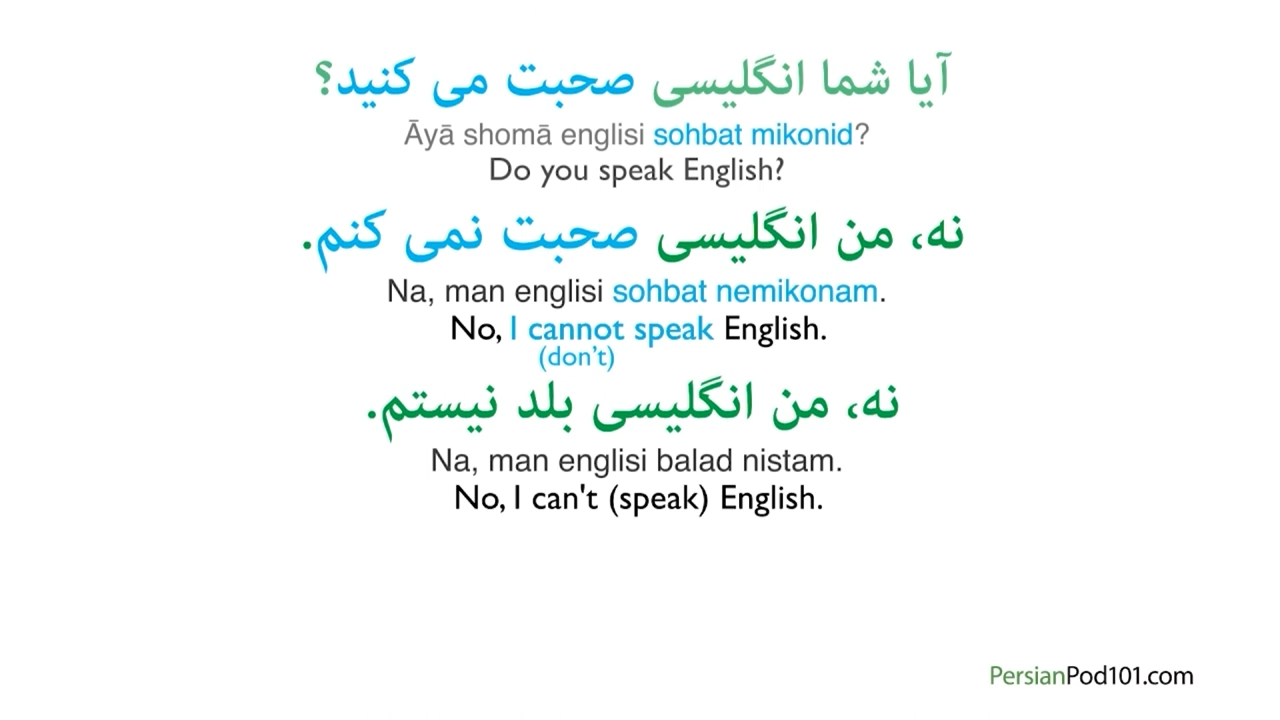 آیا شما انگلیسی صحبت می کنید؟
Āyā shomā englisi sohbat mikonid?
Do you speak English?
نه، من انگلیسی صحبت نمی کنم.
Na, man englisi sohbat nemikonam.
No, I cannot speak English.
(don't)
نه، من انگلیسی بلد نیستم.
Na, man englisi balad nistam.
No, I can't (speak) English.
PersianPod101.com